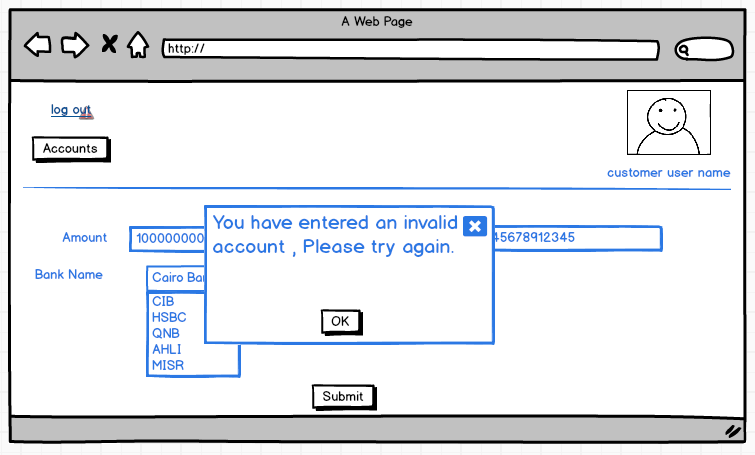 A Web Page
http://
log out
Accounts
customer user name
You have entered an invalid
account , Please try again.
Amount
100000000
45678912345
Bank Name
Cairo
CIB
HSBC
QNB
AHLI
MISR
OK
Submit